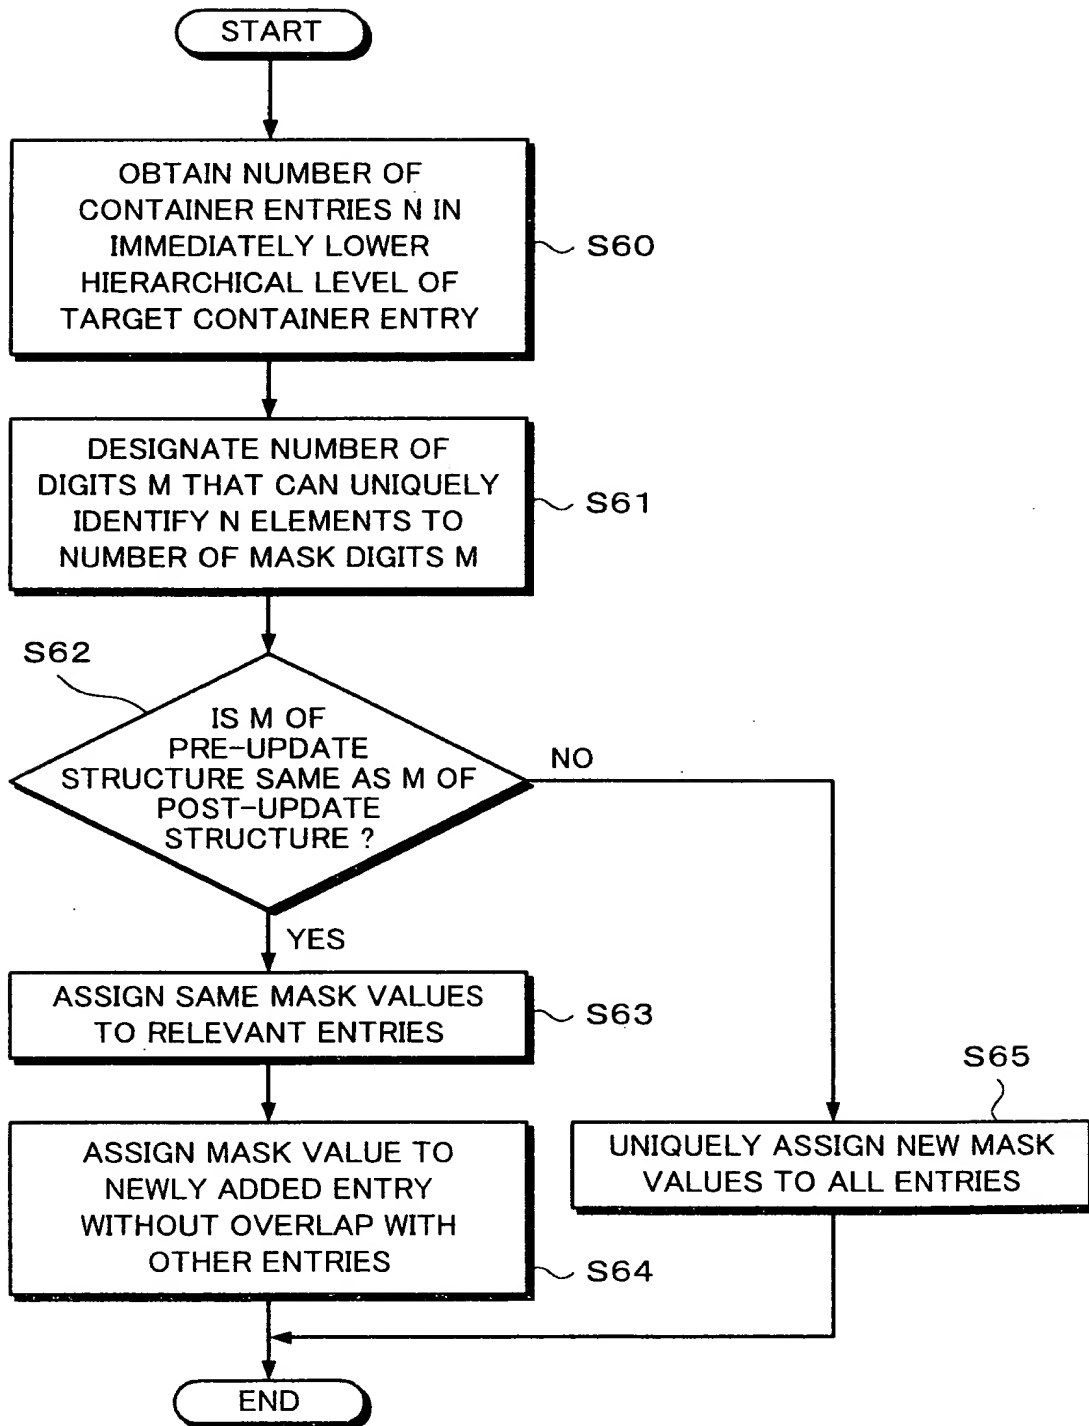 START
OBTAIN NUMBER OF
CONTAINER ENTRIES N IN
IMMEDIATELY LOWER
HIERARCHICAL LEVEL OF
TARGET CONTAINER ENTRY
S60
DESIGNATE NUMBER OF
DIGITS M THAT CAN UNIQUELY
IDENTIFY N ELEMENTS TO
NUMBER OF MASK DIGITS M
S61
S62
IS M OF
PRE-UPDATE
STRUCTURE SAME AS M OF
POST-UPDATE
STRUCTURE ?
NO
YES
ASSIGN SAME MASK VALUES
TO RELEVANT ENTRIES
S63
ASSIGN MASK VALUE TO
NEWLY ADDED ENTRY
WITHOUT OVERLAP WITH
OTHER ENTRIES
S64
S65
UNIQUELY ASSIGN NEW MASK
VALUES TO ALL ENTRIES
END